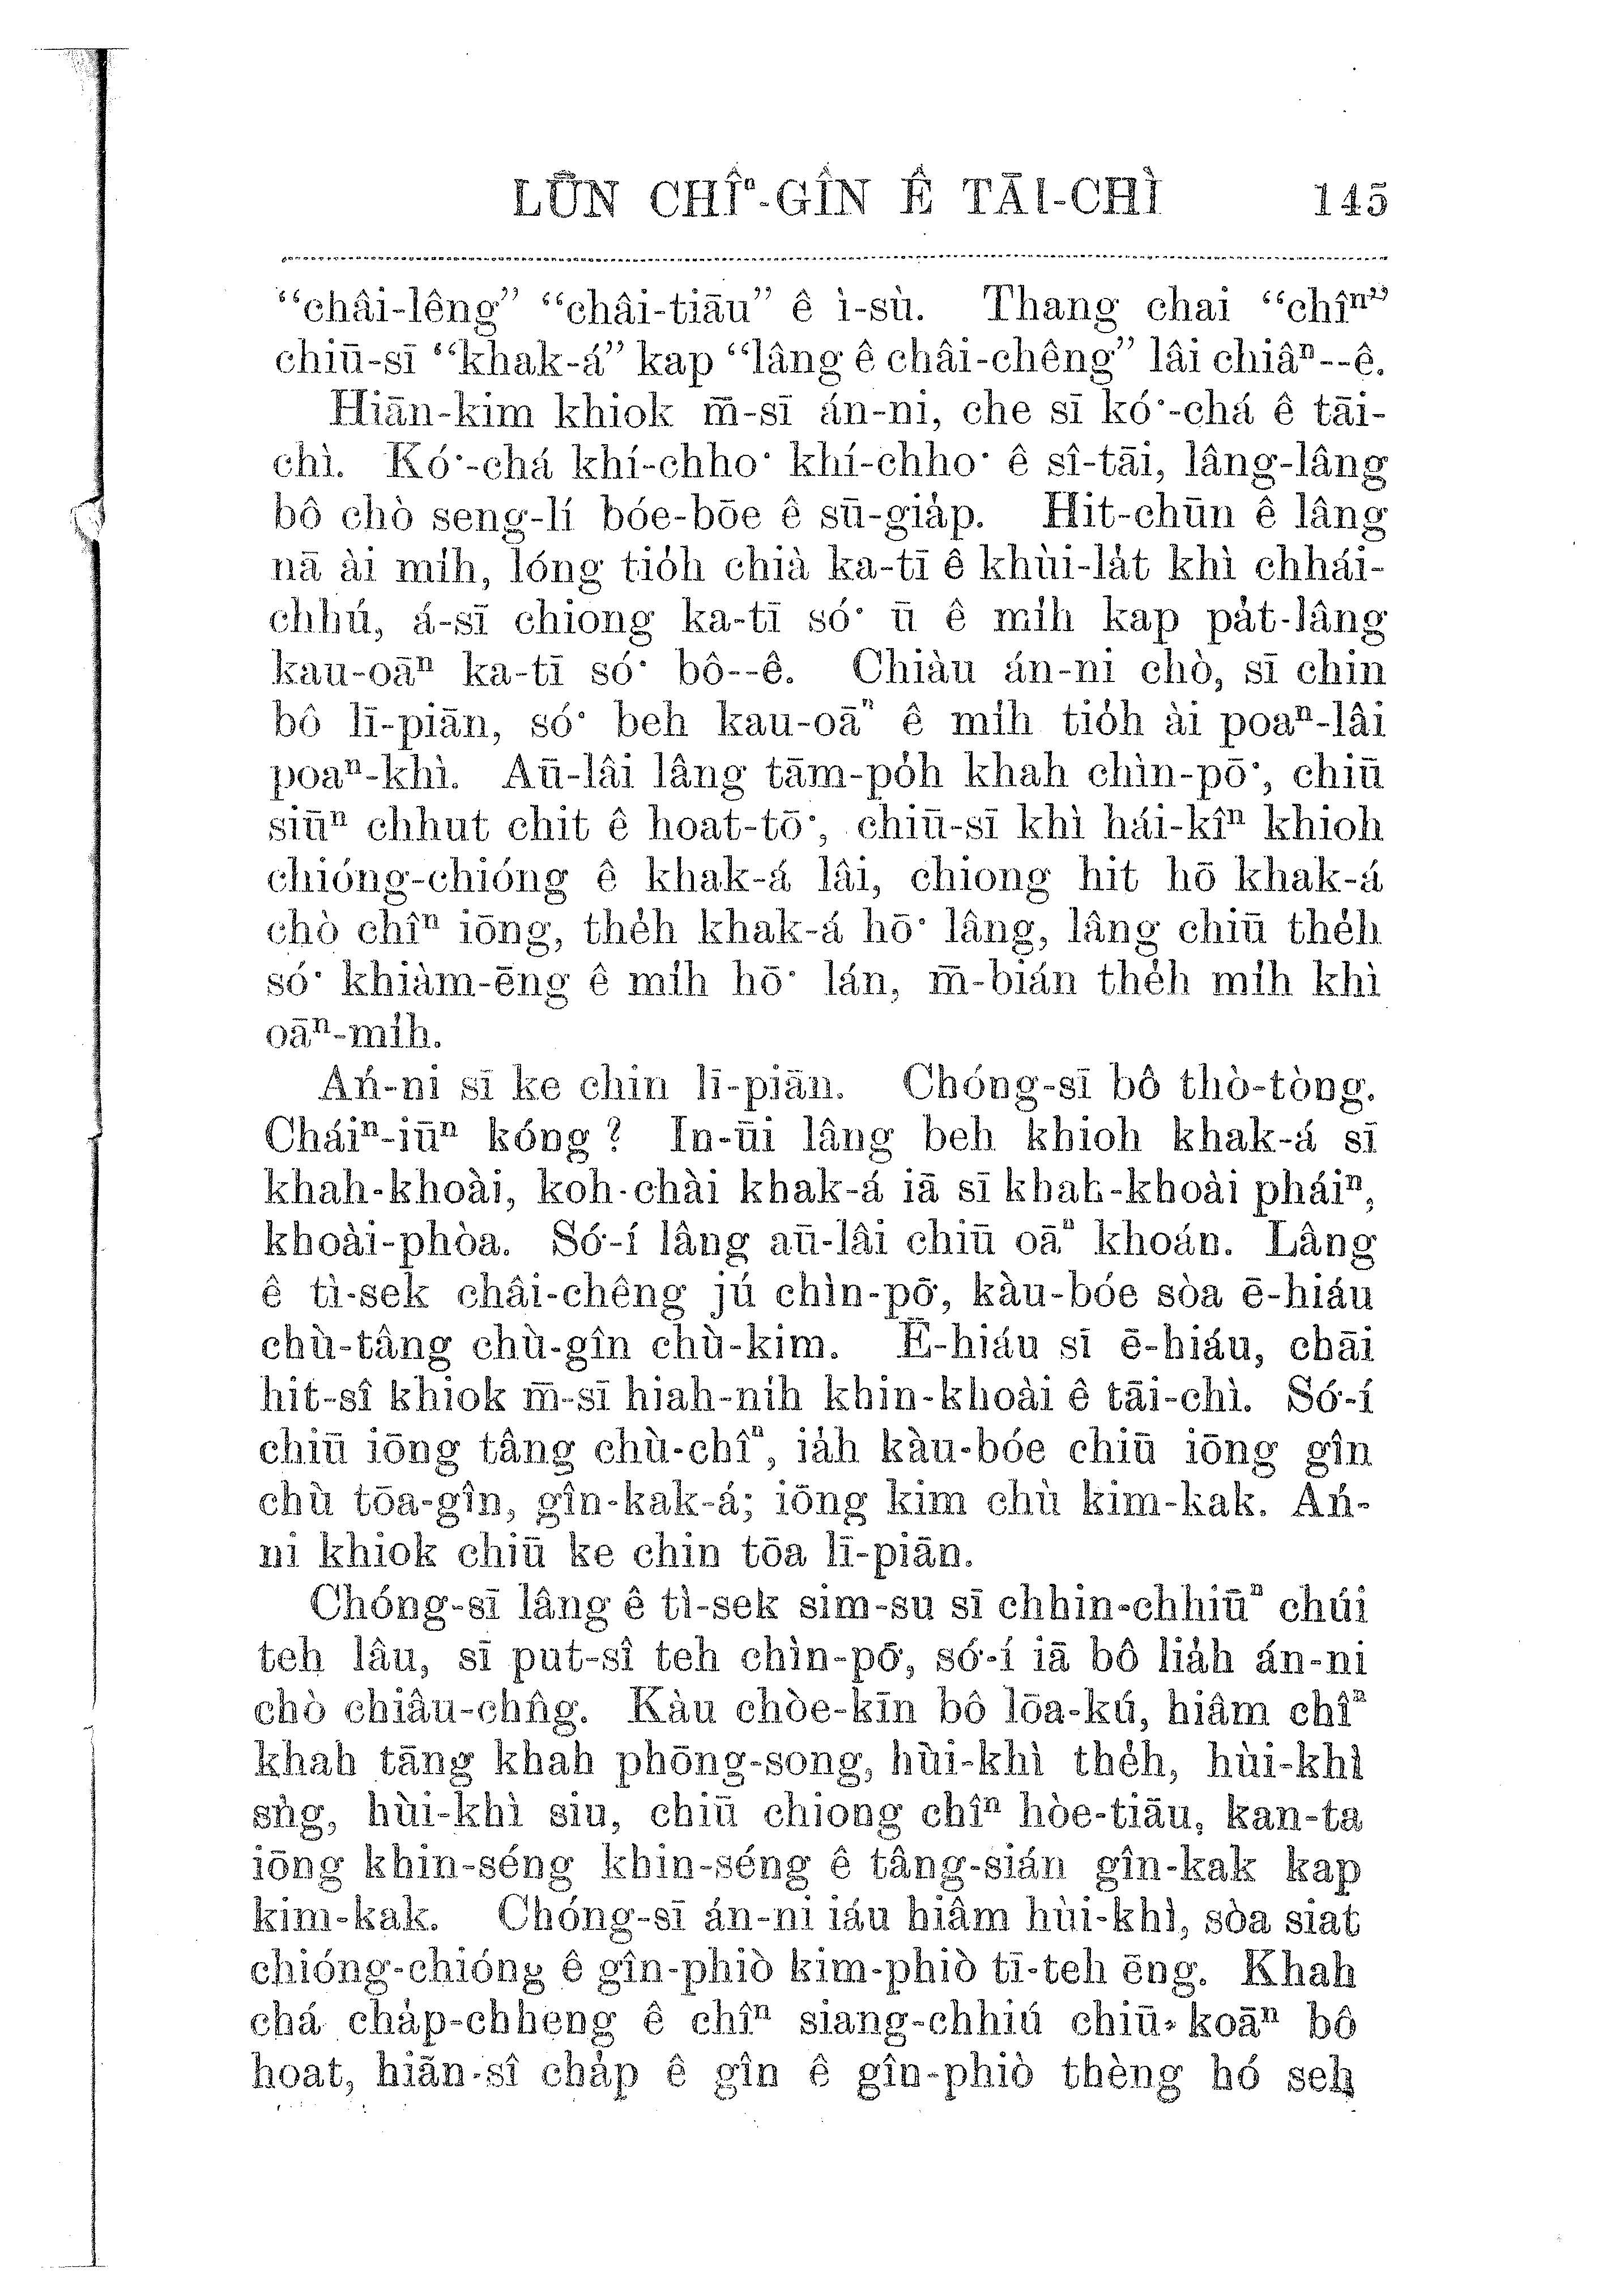 LŪN CHÎⁿ-GÎN Ê TĀI-CHÌ 145
“châi-lêng” “châi-tiāu” ê ì-sù. Thang chai “chîⁿ”
chiū-sī “khak-á” kap “lâng ê châi-chêng” lâi chiâⁿ--ê.
Hiān-kim khiok m̄-sī án-ni, che sī kó͘-chá ê tāi-
chì. Kó͘-chá khí-chho͘ khí-chho͘ ê sî-tāi, lâng-lâng
bô chò seng-lí bóe-bōe ê sū-gia̍p. Hit-chūn ê lâng
nā ài mi̍h, lóng tio̍h chià ka-tī ê khùi-la̍t khì chhái-
chhú, á-sī chiong ka-tī só͘ ū ê mi̍h kap pa̍t-lâng
kau-oāⁿ ka-tī só͘ bô--ê. Chiàu án-ni chò, sī chin
bô lī-piān, só͘ beh kau-oāⁿ ê mi̍h tio̍h ài poaⁿ-lâi
poaⁿ-khì. Aū-lâi lâng tām-po̍h khah chìn-pō͘, chiū
siūⁿ chhut chit ê hoat-tō͘, chiū-sī khì hái-kîⁿ khioh
chióng-chióng ê khak-á lâi, chiong hit hō khak-á
chò chîⁿ iōng, the̍h khak-á hō͘ lâng, lâng chiū the̍h
só͘ khiàm-ēng ê mi̍h hō͘ lán, m̄-bián the̍h mi̍h khì
oāⁿ-mi̍h.
Ań-ni sī ke chin lī-piān. Chóng-sī bô thò-tòng.
Cháiⁿ-iūⁿ kóng? In-ūi lâng beh khioh khak-á sī
khah-khoài, koh-chài khak-á iā sī khah-khoài pháiⁿ,
khoài-phòa. Só͘-í lâng aū-lâi chiū oāⁿ khoán. Lâng
ê tì-sek châi-chêng jú chìn-pō͘, kàu-bóe sòa ē-hiáu
chù-tâng chù-gîn chù-kim. Ē-hiáu sī ē-hiáu, chāi
hit-sî khiok m̄-sī hiah-nih khin-khoài ê tāi-chì. Só͘-í
chiū iōng tâng chù-chîⁿ, ia̍h kàu-bóe chiū iōng gîn
chù tōa-gîn, gîn-kak-á; iōng kim chù kim-kak. Ań-
ni khiok chiū ke chin tōa lī-piān.
Chóng-sī lâng ê tì-sek sim-su sī chhin-chhiūⁿ chúi
teh lâu, sī put-sî teh chìn-pō͘, só͘-í iā bô lia̍h án-ni
chò chiâu-chn̂g. Kàu chòe-kīn bô lōa-kú, hiâm chîⁿ
khah tāng khah phōng-song, hùi-khì the̍h, hùi-khì
sǹg, hùi-khì siu, chiū chiong chîⁿ hòe-tiāu, kan-ta
iōng khin-séng khin-séng ê tâng-sián gîn-kak kap
kim-kak. Chóng-sī án-ni iáu hiâm hùi-khì, sòa siat
chióng-chióng ê gîn-phiò kim-phiò tī-teh ēng. Khah
chá cha̍p-chheng ê chîⁿ siang-chhiú chiū-koāⁿ bô
hoat, hiān-sî cha̍p ê gîn ê gîn-phiò thèng hó seh